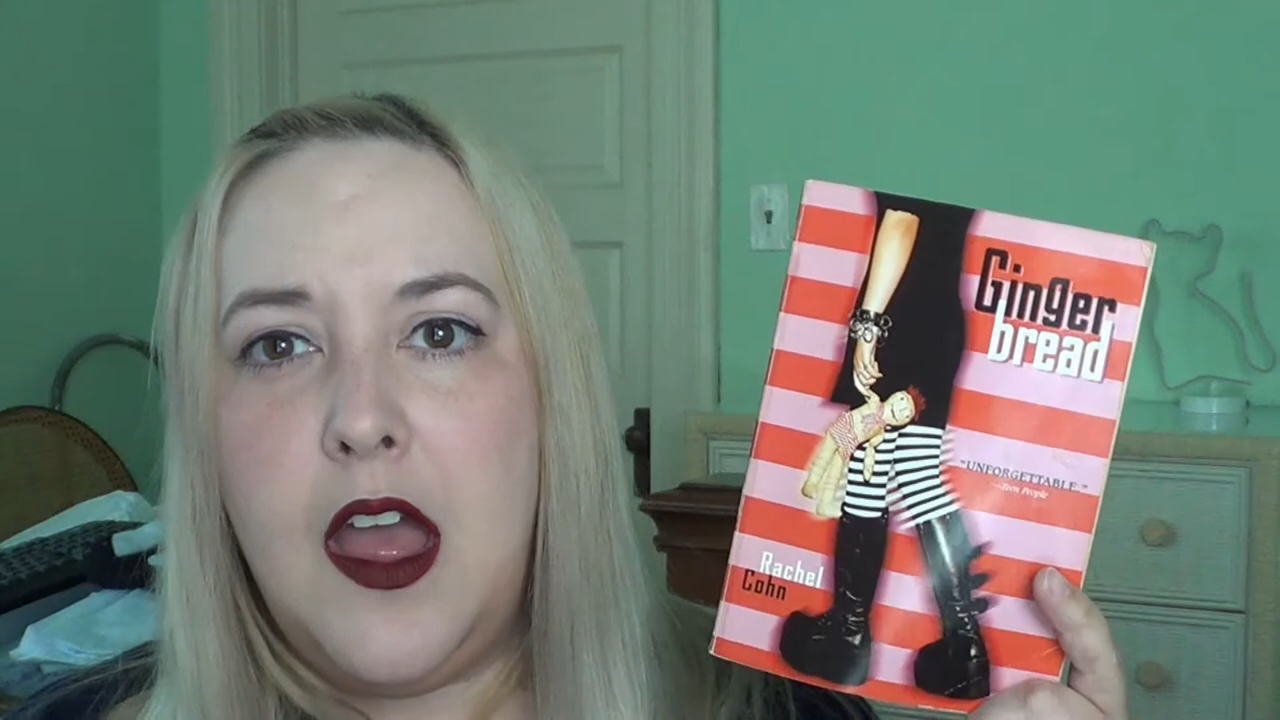 Ginger
bread
"UNFORGETTABLE."
—Teen People
Rachel
Cohn